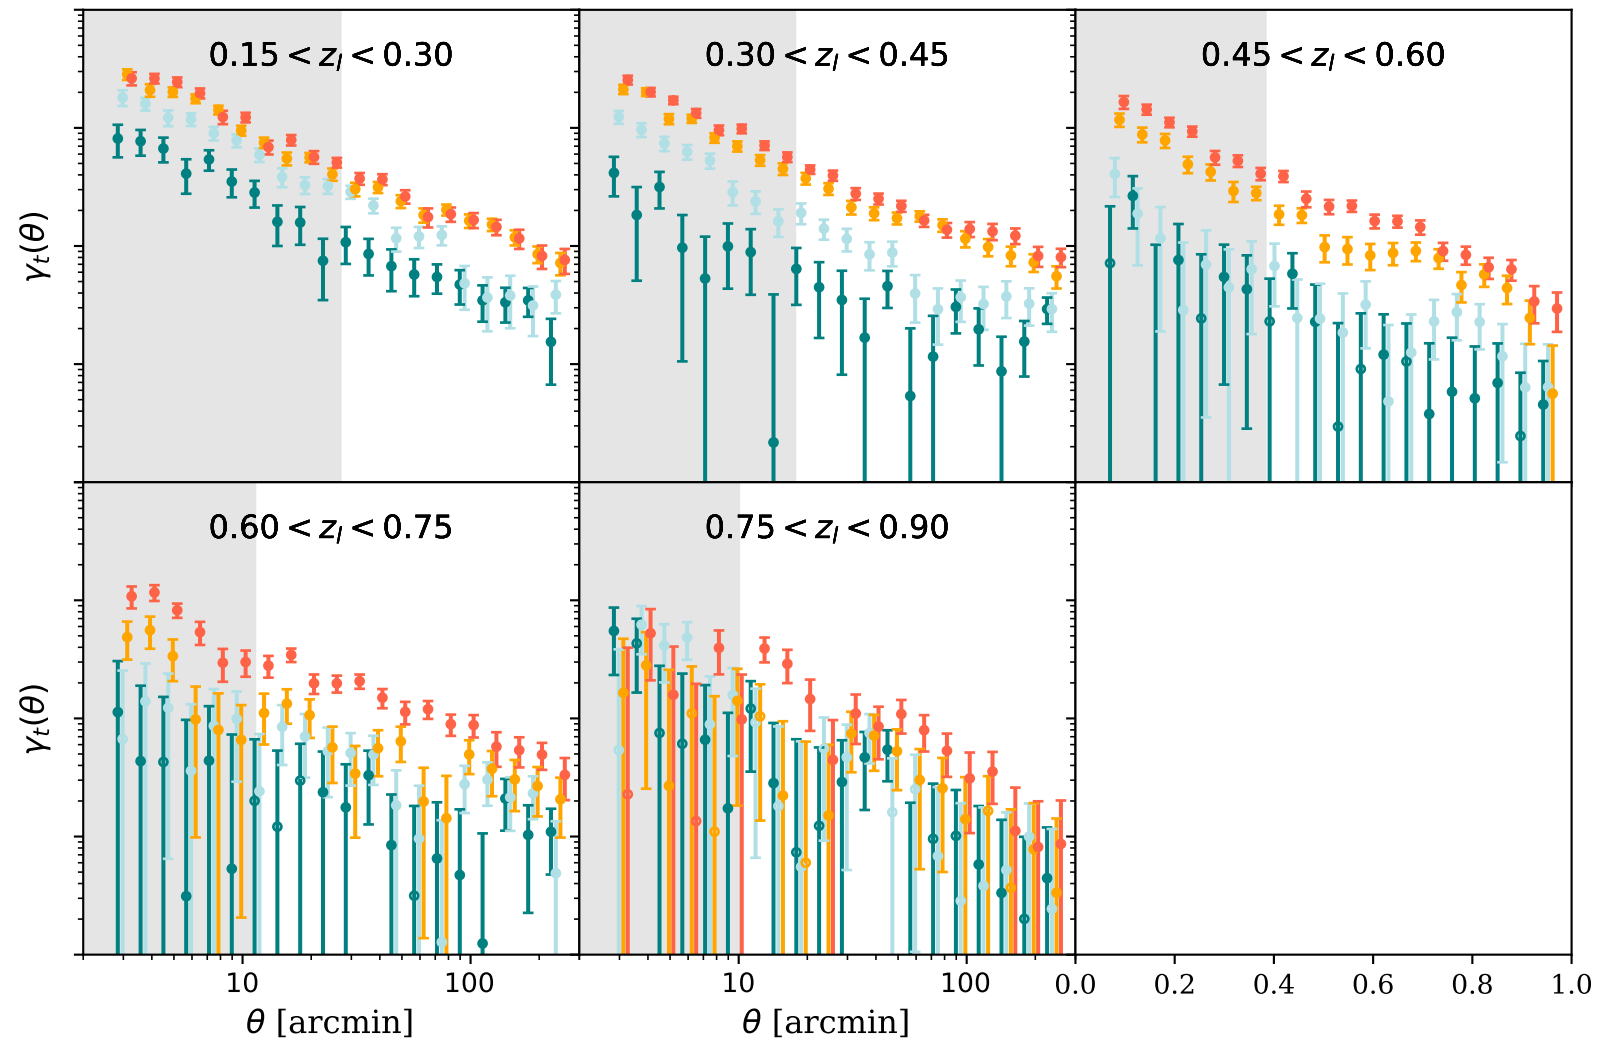 0.15 < z_l < 0.30
0.30 < z_l < 0.45
0.45 < z_l < 0.60
γ_t(θ)
0.60 < z_l < 0.75
0.75 < z_l < 0.90
γ_t(θ)
10 100 10 100 0.0 0.2 0.4 0.6 0.8 1.0
θ [arcmin] θ [arcmin]